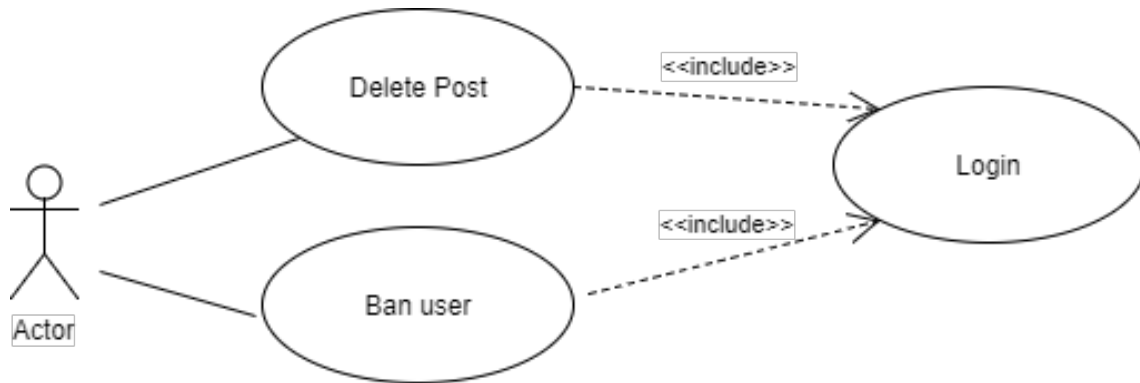 Delete Post
<<include>>
Login
<<include>>
Ban user
Actor